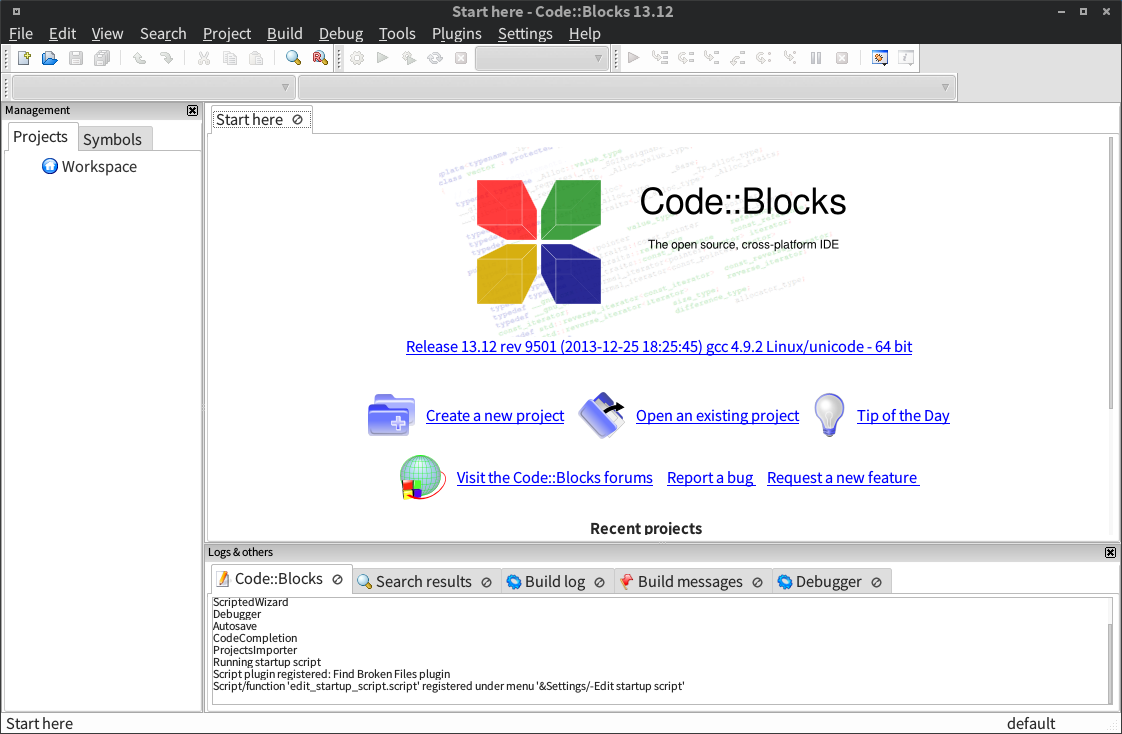 Start here - Code::Blocks 13.12
File Edit View Search Project Build Debug Tools Plugins Settings Help
Management
Projects Symbols
Workspace
Start here
Code::Blocks
The open source, cross-platform IDE
Release 13.12 rev 9501 (2013-12-25 18:25:45) gcc 4.9.2 Linux/unicode - 64 bit
Create a new project Open an existing project Tip of the Day
Visit the Code::Blocks forums Report a bug Request a new feature
Recent projects
Logs & others
Code::Blocks Search results Build log Build messages Debugger
ScriptedWizard
Debugger
Autosave
CodeCompletion
ProjectsImporter
Running startup script
Script plugin registered: Find Broken Files plugin
Script/function 'edit_startup_script.script' registered under menu '&Settings/-Edit startup script'
Start here default